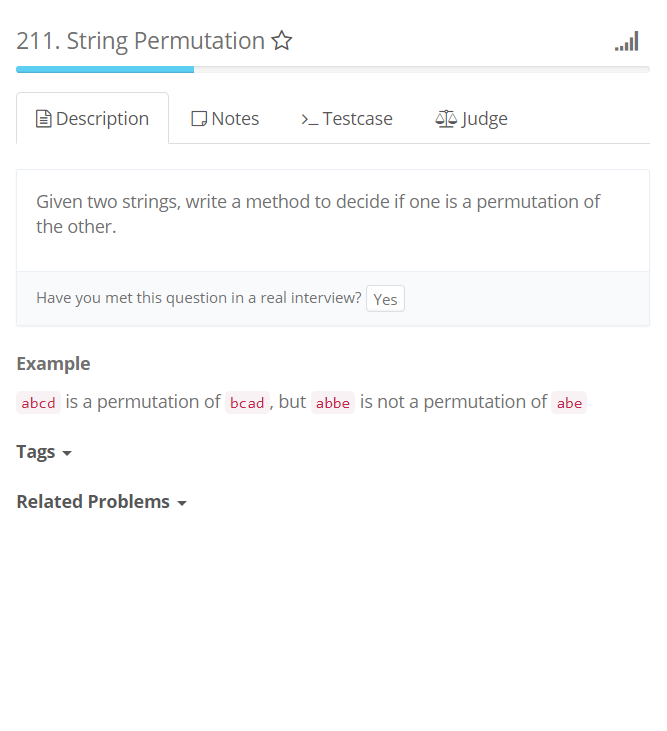 211. String Permutation
Description
Notes
Testcase
Judge
Given two strings, write a method to decide if one is a permutation of
the other.
Have you met this question in a real interview? Yes
Example
abcd is a permutation of bcad, but abbe is not a permutation of abe
Tags
Related Problems